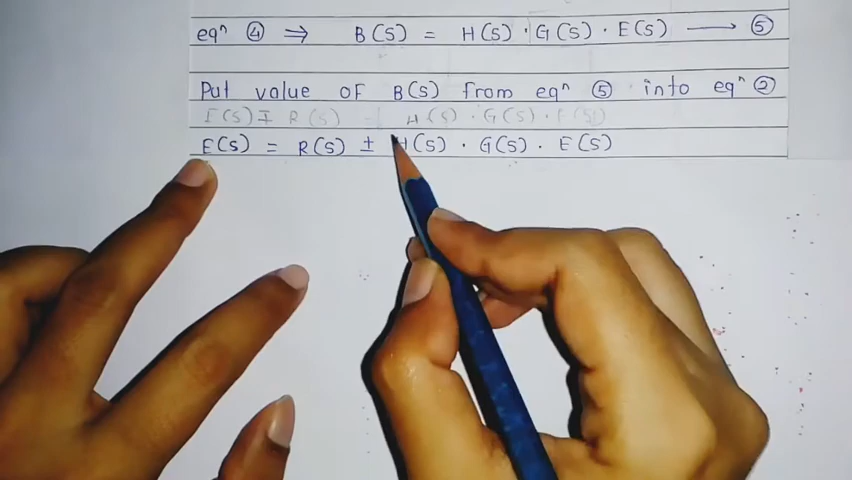 eqⁿ ④ ⇒ B(S) = H(S) · G(S) · E(S) ⟶ ⑤
Put value of B(S) from eqⁿ ⑤ into eqⁿ ②
E(S) ∓ R(S) H(S) · G(S) · E(S)
E(S) = R(S) ± H(S) · G(S) · E(S)